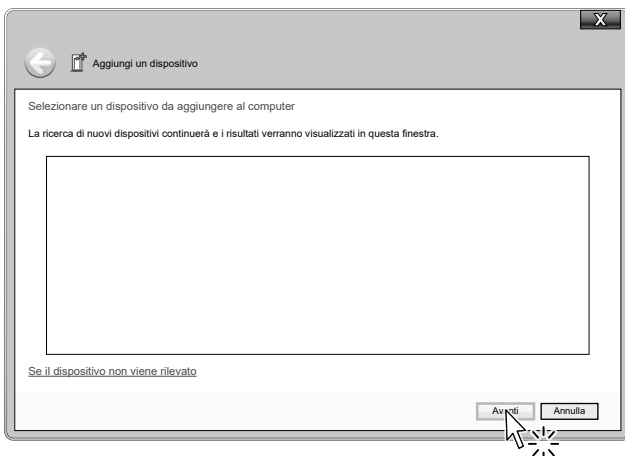 X
Aggiungi un dispositivo
Selezionare un dispositivo da aggiungere al computer
La ricerca di nuovi dispositivi continuerà e i risultati verranno visualizzati in questa finestra.
Se il dispositivo non viene rilevato
Avanti Annulla